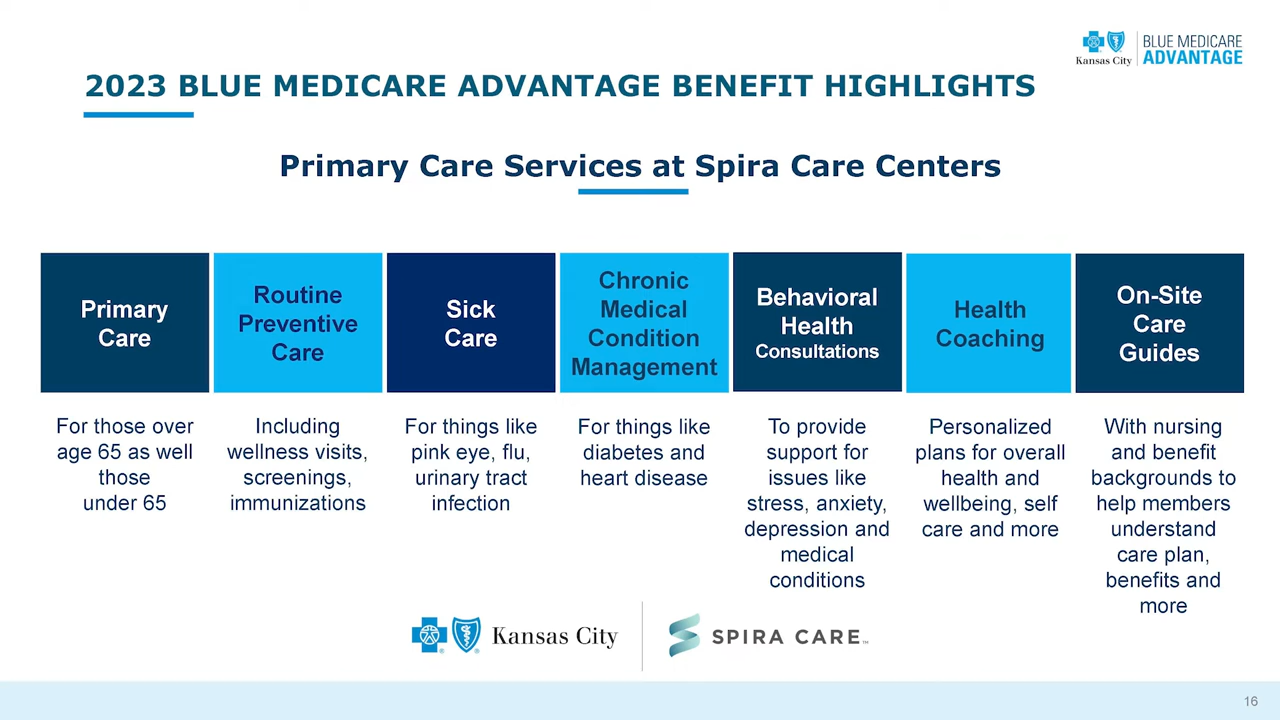 Kansas City
BLUE MEDICARE
ADVANTAGE
2023 BLUE MEDICARE ADVANTAGE BENEFIT HIGHLIGHTS
Primary Care Services at Spira Care Centers
Primary
Care
For those over
age 65 as well
those
under 65
Routine
Preventive
Care
Including
wellness visits,
screenings,
immunizations
Sick
Care
For things like
pink eye, flu,
urinary tract
infection
Chronic
Medical
Condition
Management
For things like
diabetes and
heart disease
Behavioral
Health
Consultations
To provide
support for
issues like
stress, anxiety,
depression and
medical
conditions
Health
Coaching
Personalized
plans for overall
health and
wellbeing, self
care and more
On-Site
Care
Guides
With nursing
and benefit
backgrounds to
help members
understand
care plan,
benefits and
more
® ® Kansas City
SPIRA CARE™
16